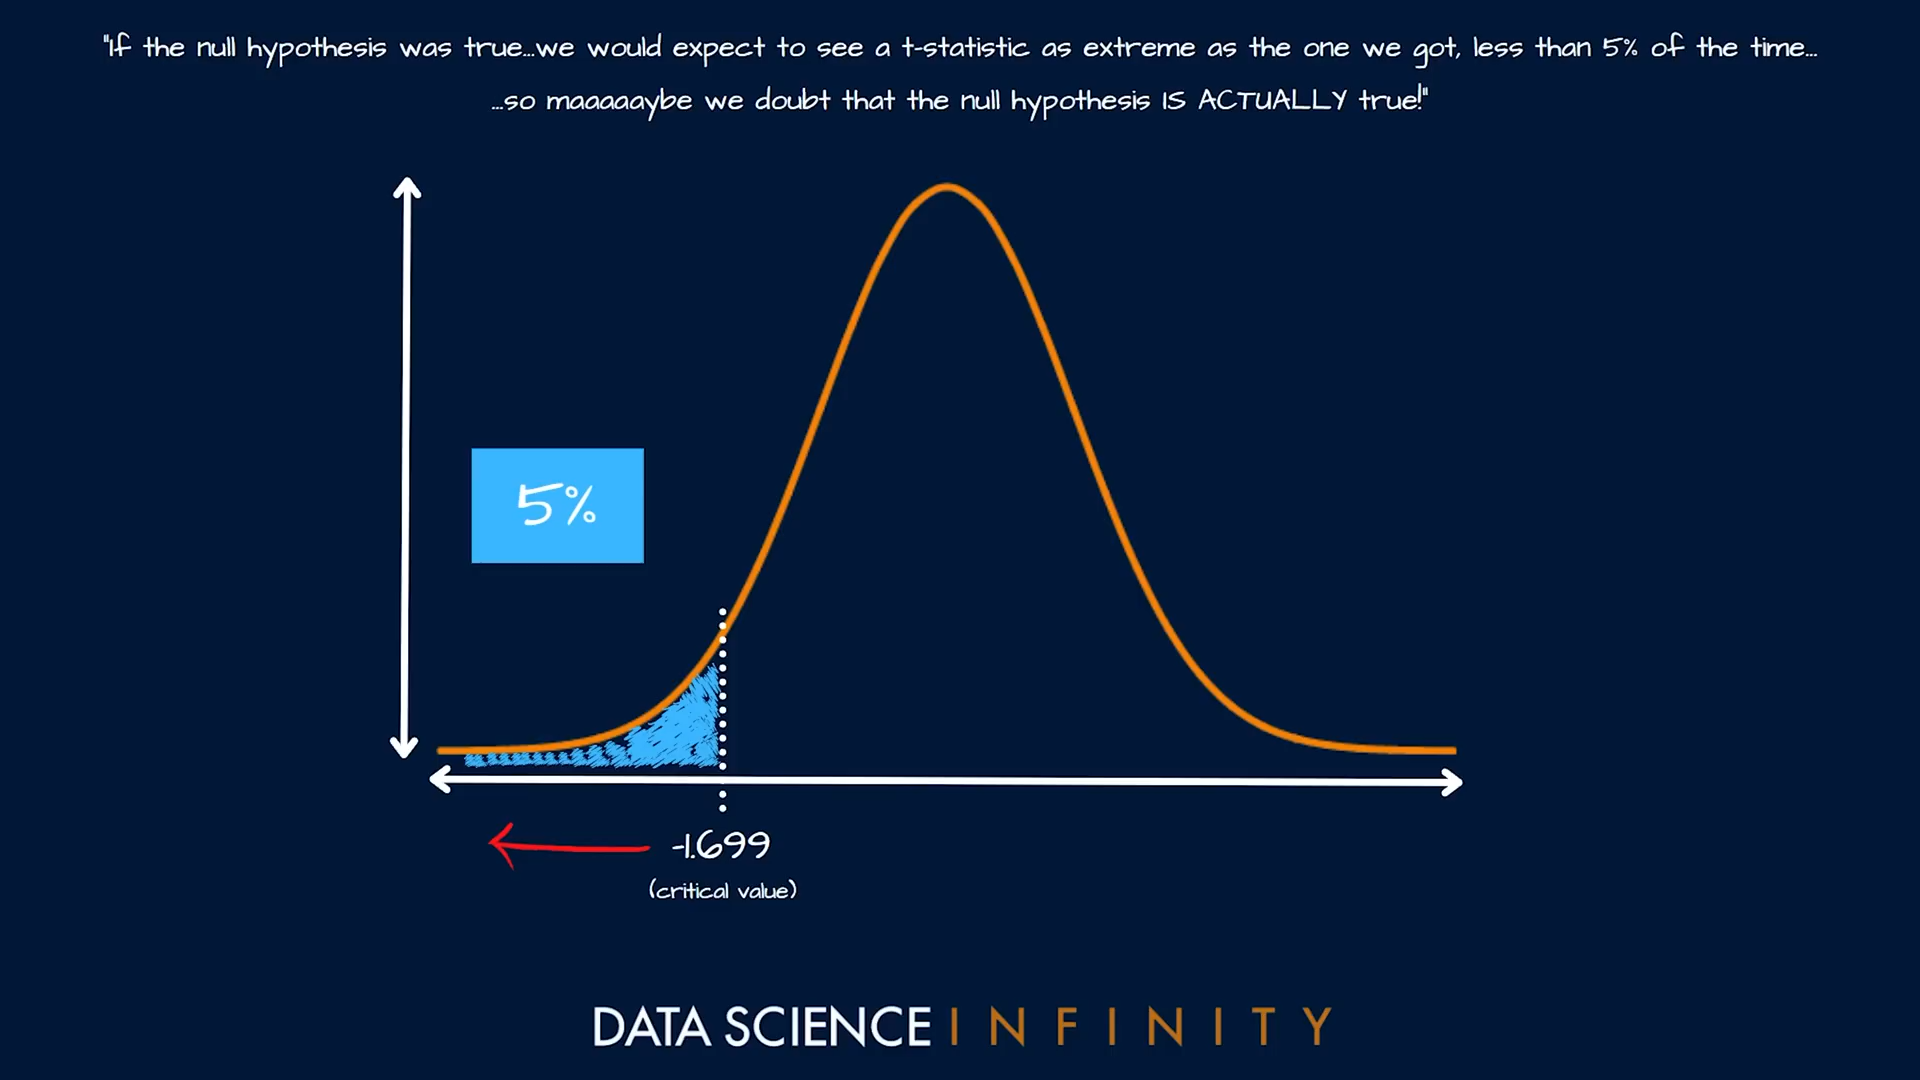 "If the null hypothesis was true...we would expect to see a t-statistic as extreme as the one we got, less than 5% of the time...
...so maaaaaybe we doubt that the null hypothesis IS ACTUALLY true!"
5%
-1.699
(critical value)
DATA SCIENCE INFINITY